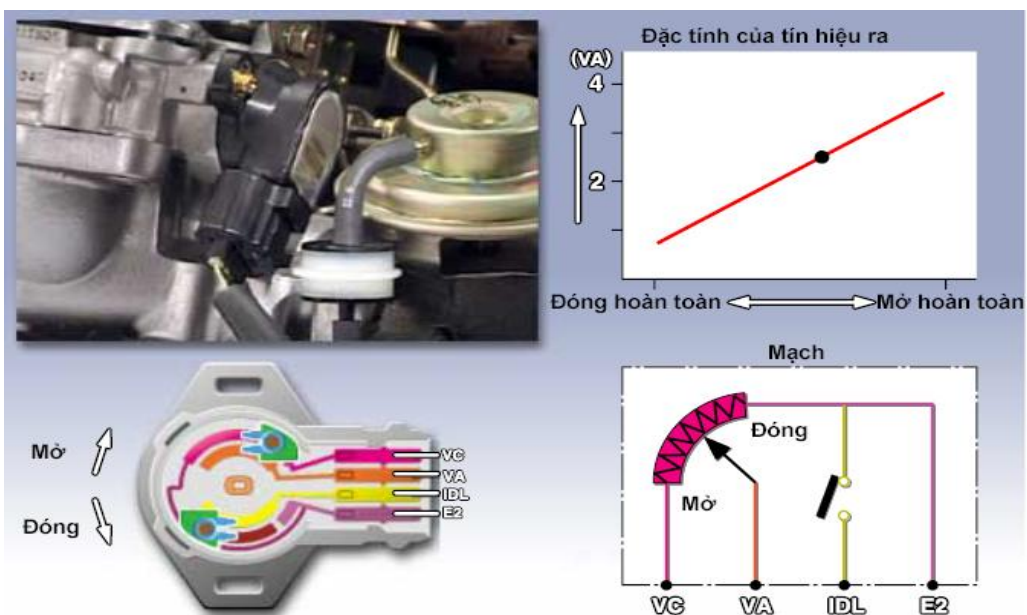 Đặc tính của tín hiệu ra
(VA)
4
2
Đóng hoàn toàn Mở hoàn toàn
Mở
Đóng
VC
VA
IDL
E2
Mạch
Đóng
Mở
VC VA IDL E2